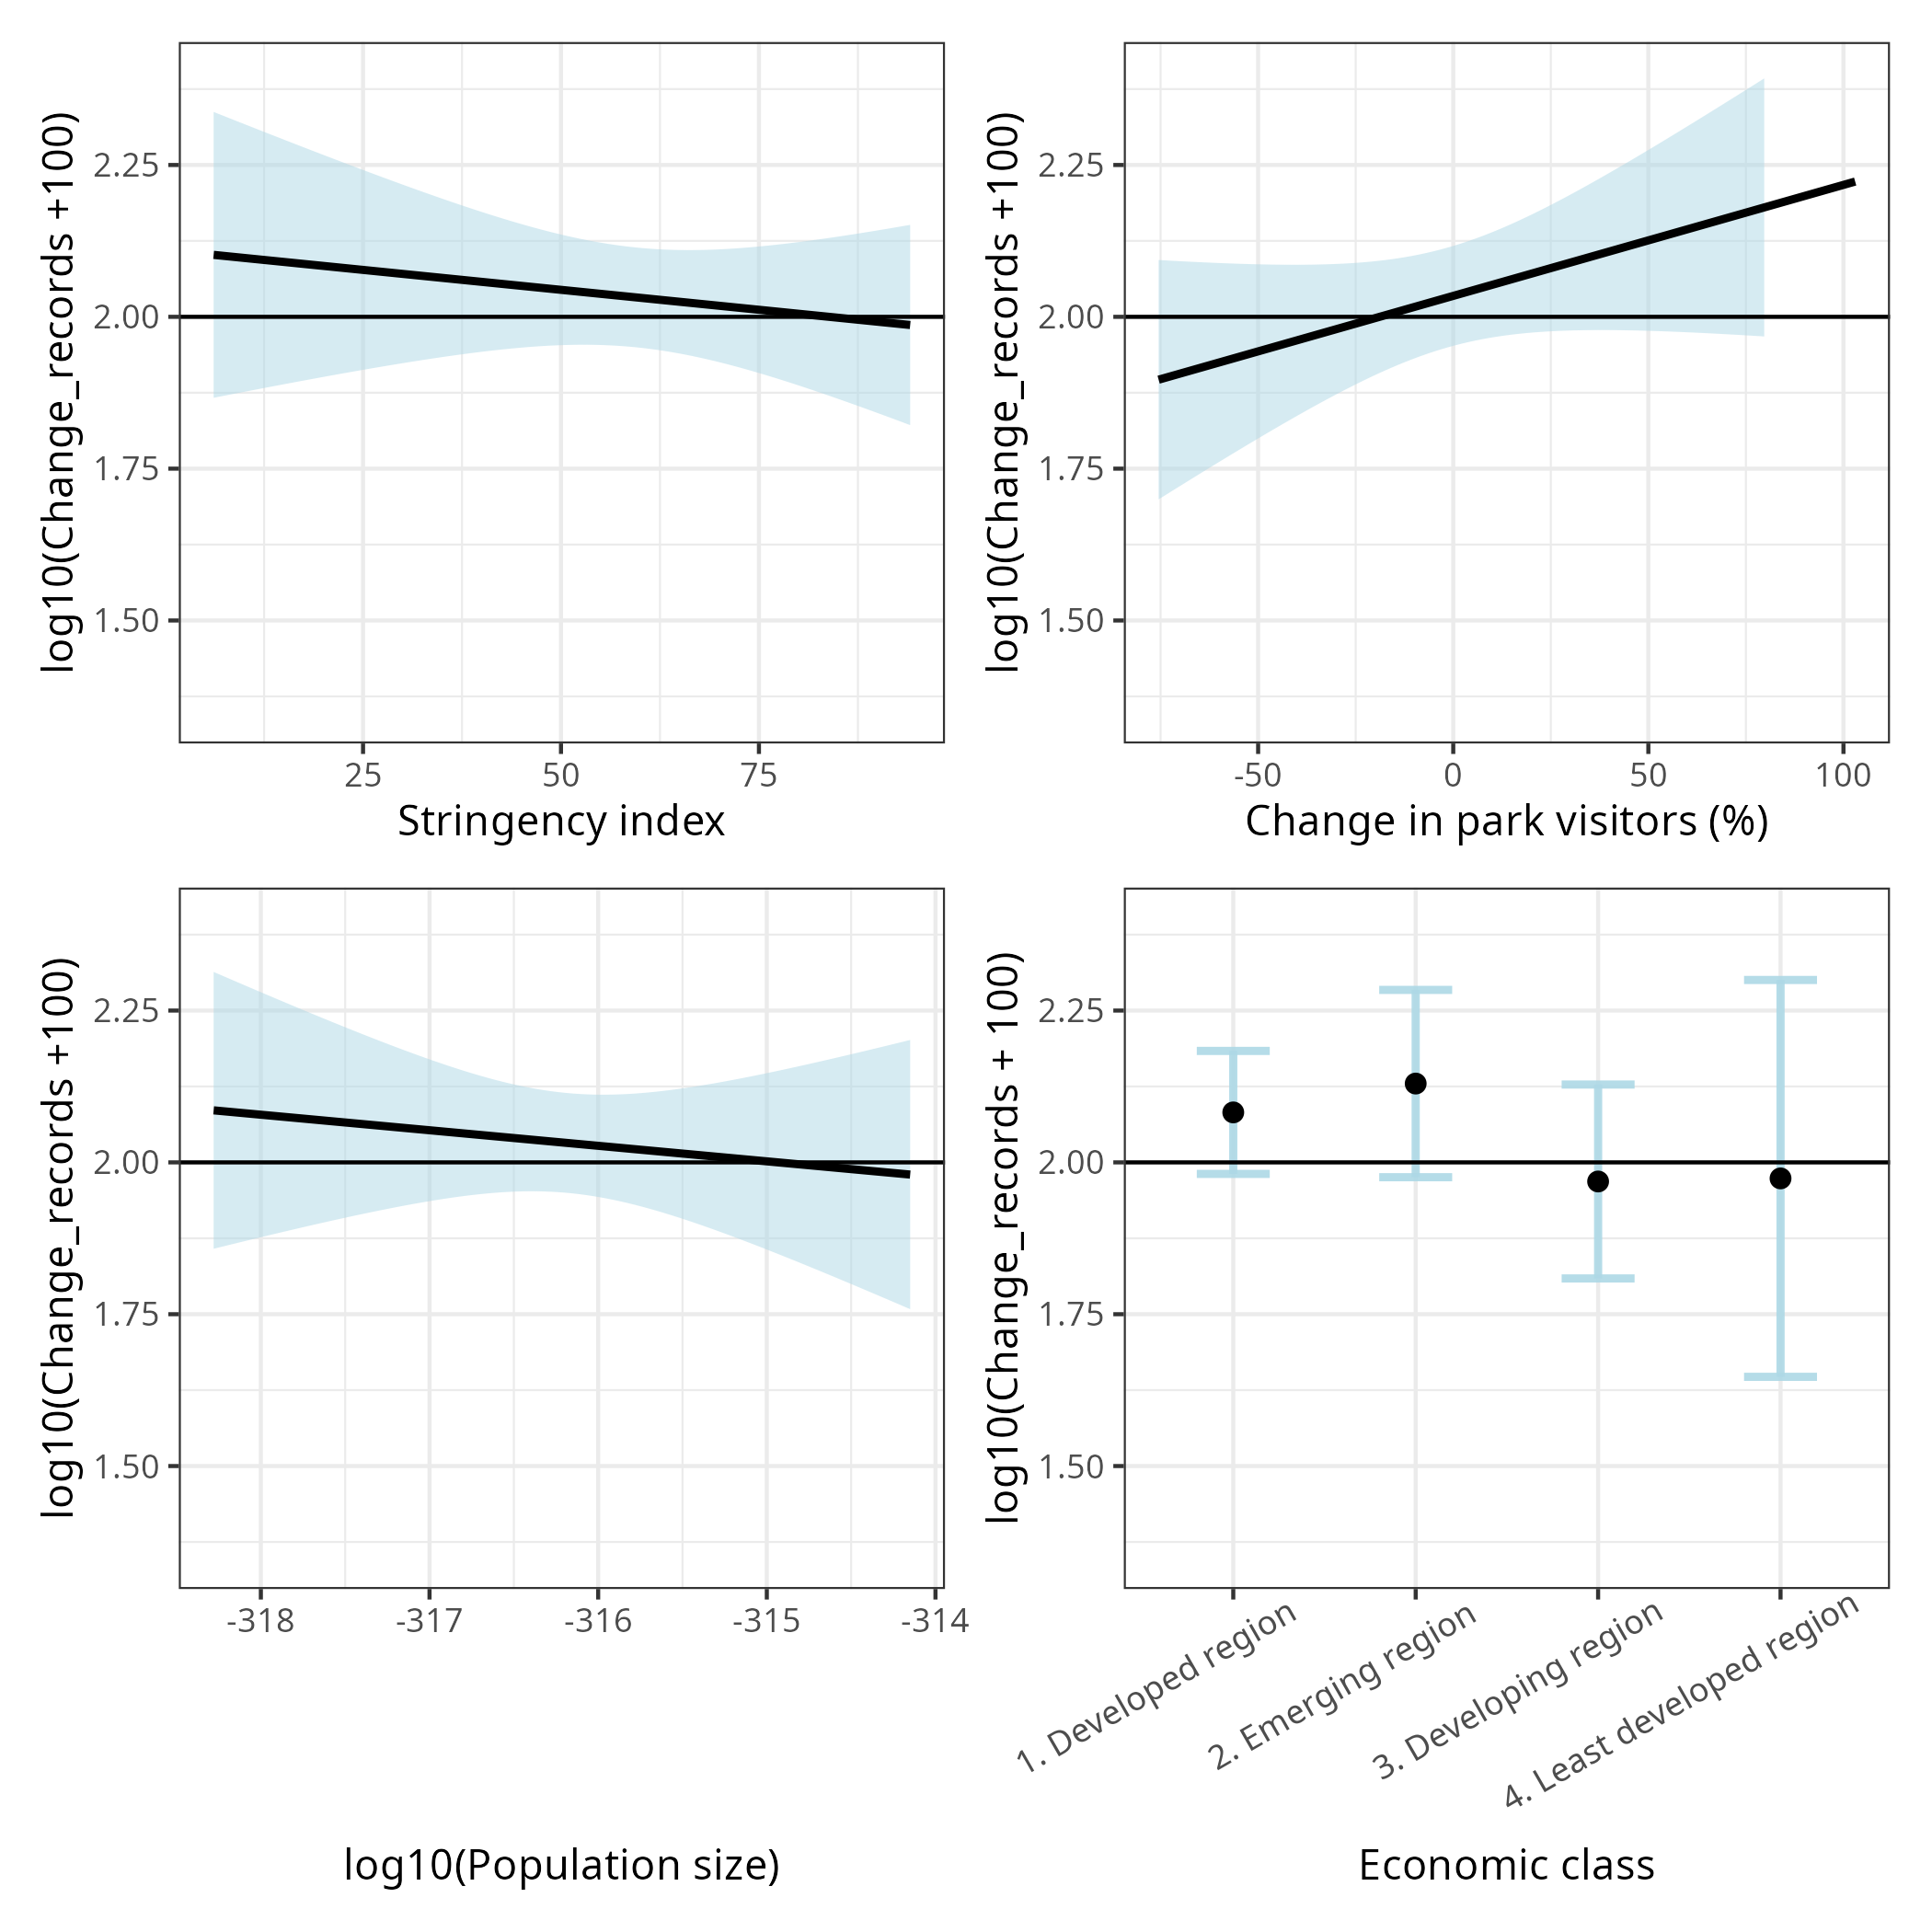 log10(Change_records +100)
2.25
2.00
1.75
1.50
25 50 75
Stringency index
log10(Change_records +100)
2.25
2.00
1.75
1.50
-50 0 50 100
Change in park visitors (%)
log10(Change_records +100)
2.25
2.00
1.75
1.50
-318 -317 -316 -315 -314
log10(Population size)
log10(Change_records + 100)
2.25
2.00
1.75
1.50
1. Developed region
2. Emerging region
3. Developing region
4. Least developed region
Economic class